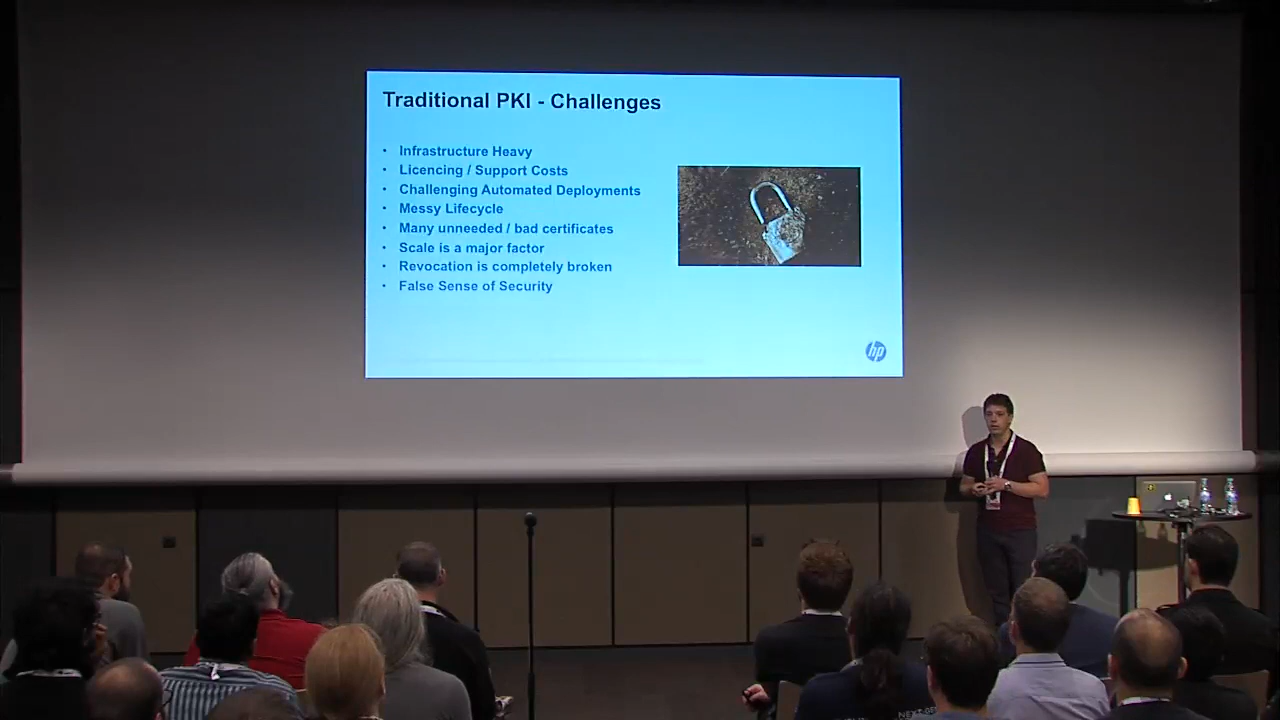 Traditional PKI - Challenges
• Infrastructure Heavy
• Licencing / Support Costs
• Challenging Automated Deployments
• Messy Lifecycle
• Many unneeded / bad certificates
• Scale is a major factor
• Revocation is completely broken
• False Sense of Security
hp